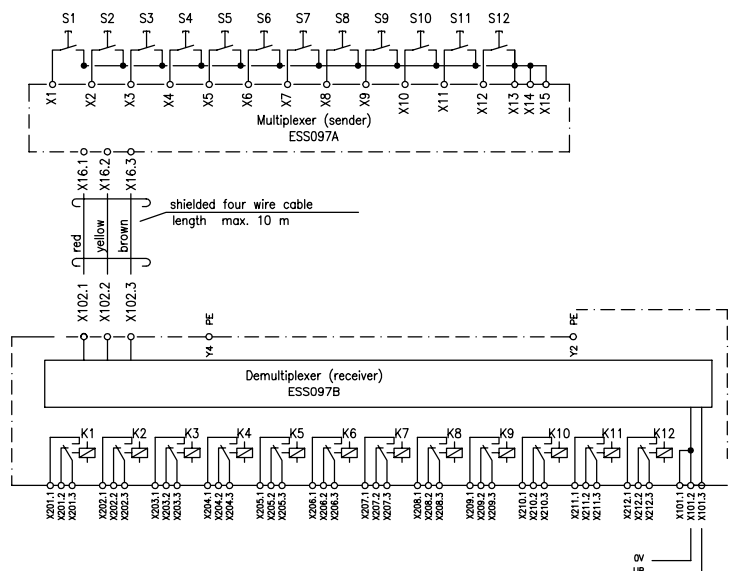 S1 S2 S3 S4 S5 S6 S7 S8 S9 S10 S11 S12
X1 X2 X3 X4 X5 X6 X7 X8 X9 X10 X11 X12 X13 X14 X15
Multiplexer (sender)
ESS097A
X16.1 X16.2 X16.3
shielded four wire cable
length max. 10 m
red yellow brown
X102.1 X102.2 X102.3
PE PE
Y4 Y2
Demultiplexer (receiver)
ESS097B
K1 K2 K3 K4 K5 K6 K7 K8 K9 K10 K11 K12
X201.1 X201.2 X201.3 X202.1 X202.2 X202.3 X203.1 X203.2 X203.3 X204.1 X204.2 X204.3 X205.1 X205.2 X205.3 X206.1 X206.2 X206.3 X207.1 X207.2 X207.3 X208.1 X208.2 X208.3 X209.1 X209.2 X209.3 X210.1 X210.2 X210.3 X211.1 X211.2 X211.3 X212.1 X212.2 X212.3 X101.1 X101.2 X101.3
0V
UB